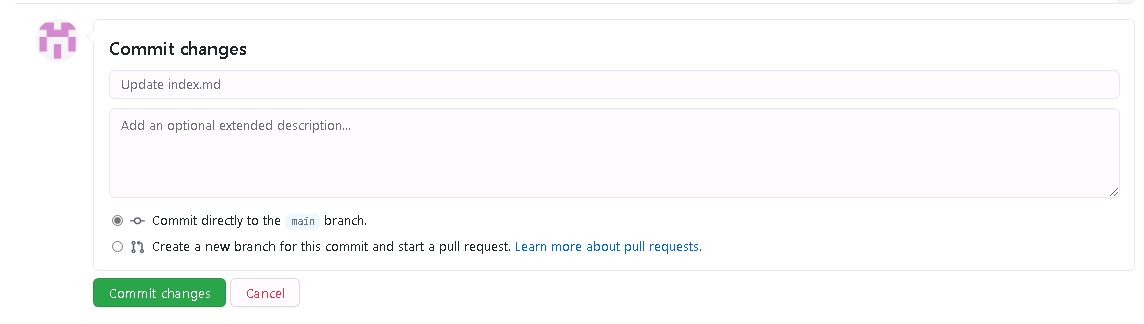 Commit changes
Update index.md
Add an optional extended description...
Commit directly to the main branch.
Create a new branch for this commit and start a pull request. Learn more about pull requests.
Commit changes
Cancel